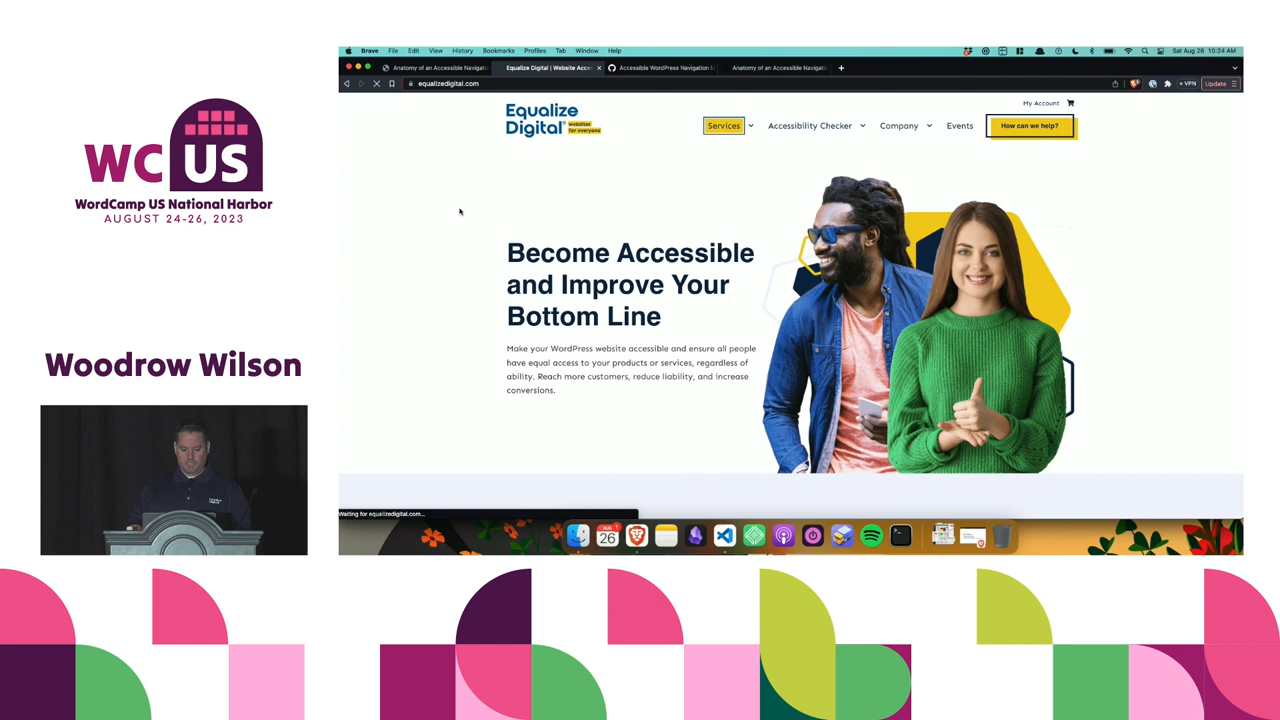 WC US
WordCamp US National Harbor
AUGUST 24-26, 2023
Woodrow Wilson
Brave File Edit View History Bookmarks Profiles Tab Window Help
Sat Aug 26 10:24 AM
Anatomy of an Accessible Navigati
Equalize Digital | Website Acces
Accessible WordPress Navigation
Anatomy of an Accessible Navigati
equalizedigital.com
VPN
Update
My Account
Equalize
Digital
websites
for everyone
Services
Accessibility Checker
Company
Events
How can we help?
Become Accessible
and Improve Your
Bottom Line
Make your WordPress website accessible and ensure all people
have equal access to your products or services, regardless of
ability. Reach more customers, reduce liability, and increase
conversions.
Waiting for equalizedigital.com...
AUG
26